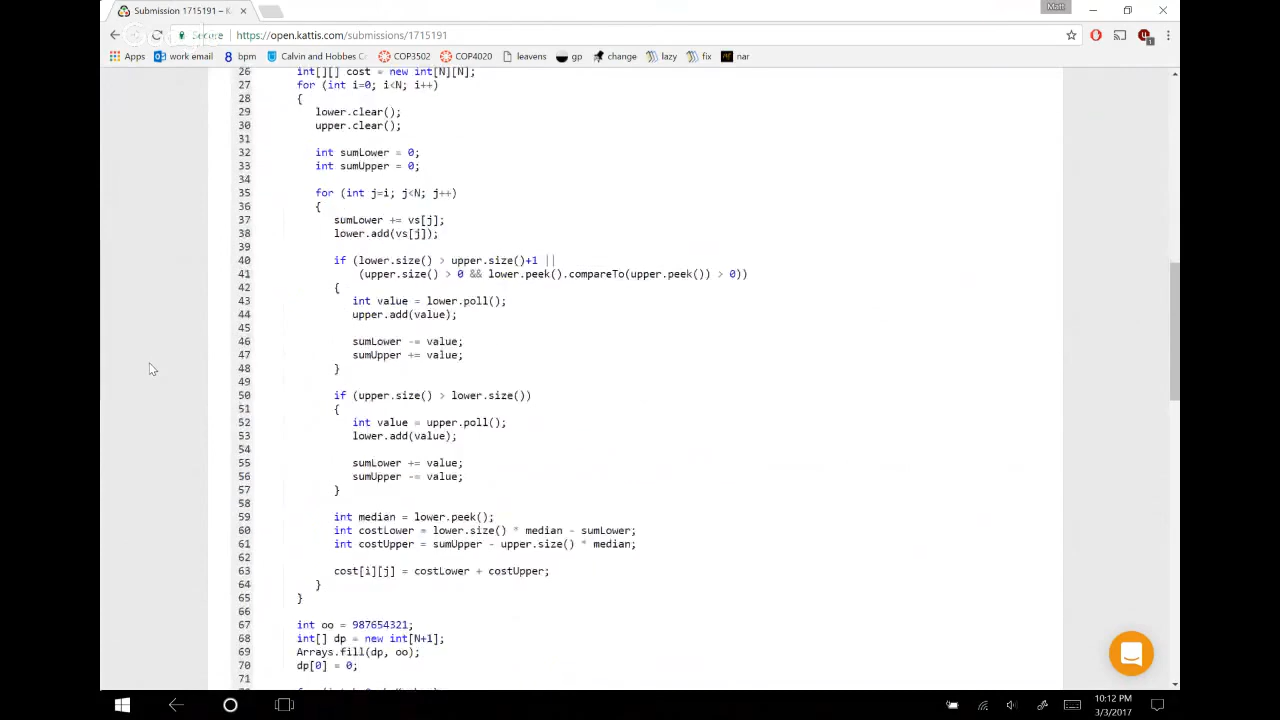 Matt
Submission 1715191 – K
Secure
https://open.kattis.com/submissions/1715191
Apps work email bpm Calvin and Hobbes C COP3502 COP4020 leavens gp change lazy fix nar
26 int[][] cost = new int[N][N];
27 for (int i=0; i<N; i++)
28 {
29 lower.clear();
30 upper.clear();
31
32 int sumLower = 0;
33 int sumUpper = 0;
34
35 for (int j=i; j<N; j++)
36 {
37 sumLower += vs[j];
38 lower.add(vs[j]);
39
40 if (lower.size() > upper.size()+1 ||
41 (upper.size() > 0 && lower.peek().compareTo(upper.peek()) > 0))
42 {
43 int value = lower.poll();
44 upper.add(value);
45
46 sumLower -= value;
47 sumUpper += value;
48 }
49
50 if (upper.size() > lower.size())
51 {
52 int value = upper.poll();
53 lower.add(value);
54
55 sumLower += value;
56 sumUpper -= value;
57 }
58
59 int median = lower.peek();
60 int costLower = lower.size() * median - sumLower;
61 int costUpper = sumUpper - upper.size() * median;
62
63 cost[i][j] = costLower + costUpper;
64 }
65 }
66
67 int oo = 987654321;
68 int[] dp = new int[N+1];
69 Arrays.fill(dp, oo);
70 dp[0] = 0;
71
10:12 PM
3/3/2017